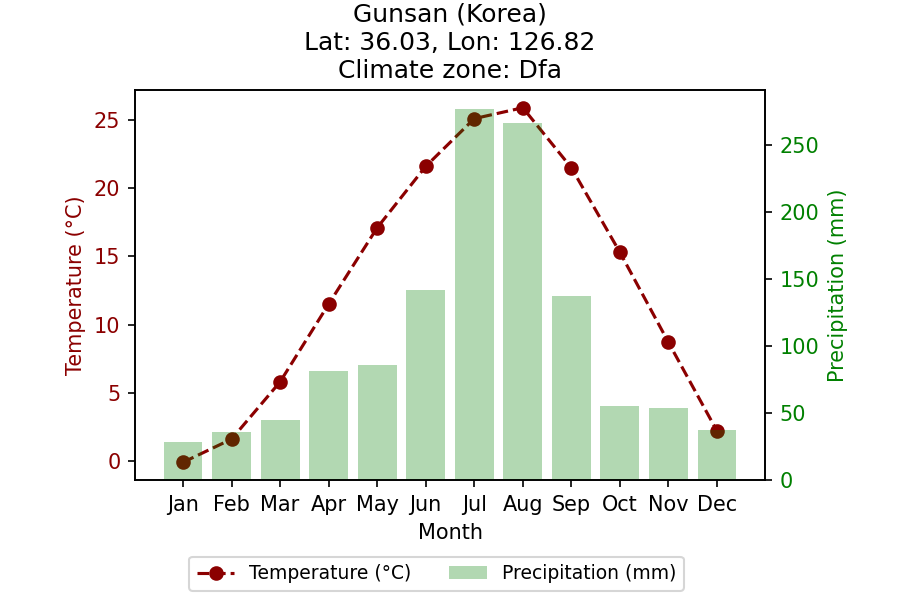 Gunsan (Korea)
Lat: 36.03, Lon: 126.82
Climate zone: Dfa
Temperature (°C)
25
20
15
10
5
0
Precipitation (mm)
250
200
150
100
50
0
Jan Feb Mar Apr May Jun Jul Aug Sep Oct Nov Dec
Month
Temperature (°C) Precipitation (mm)